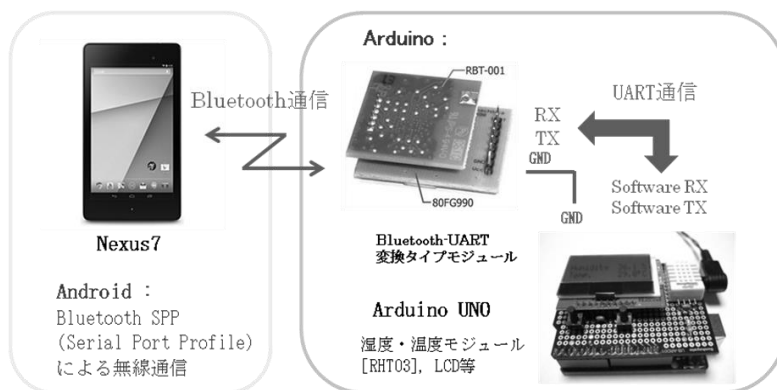 Arduino :
RBT-001
80FG990
Bluetooth通信
RX
TX
GND
GND
UART通信
Software RX
Software TX
Nexus7
Bluetooth-UART
変換タイプモジュール
Android :
Bluetooth SPP
(Serial Port Profile)
による無線通信
Arduino UNO
湿度・温度モジュール
[RHT03], LCD等